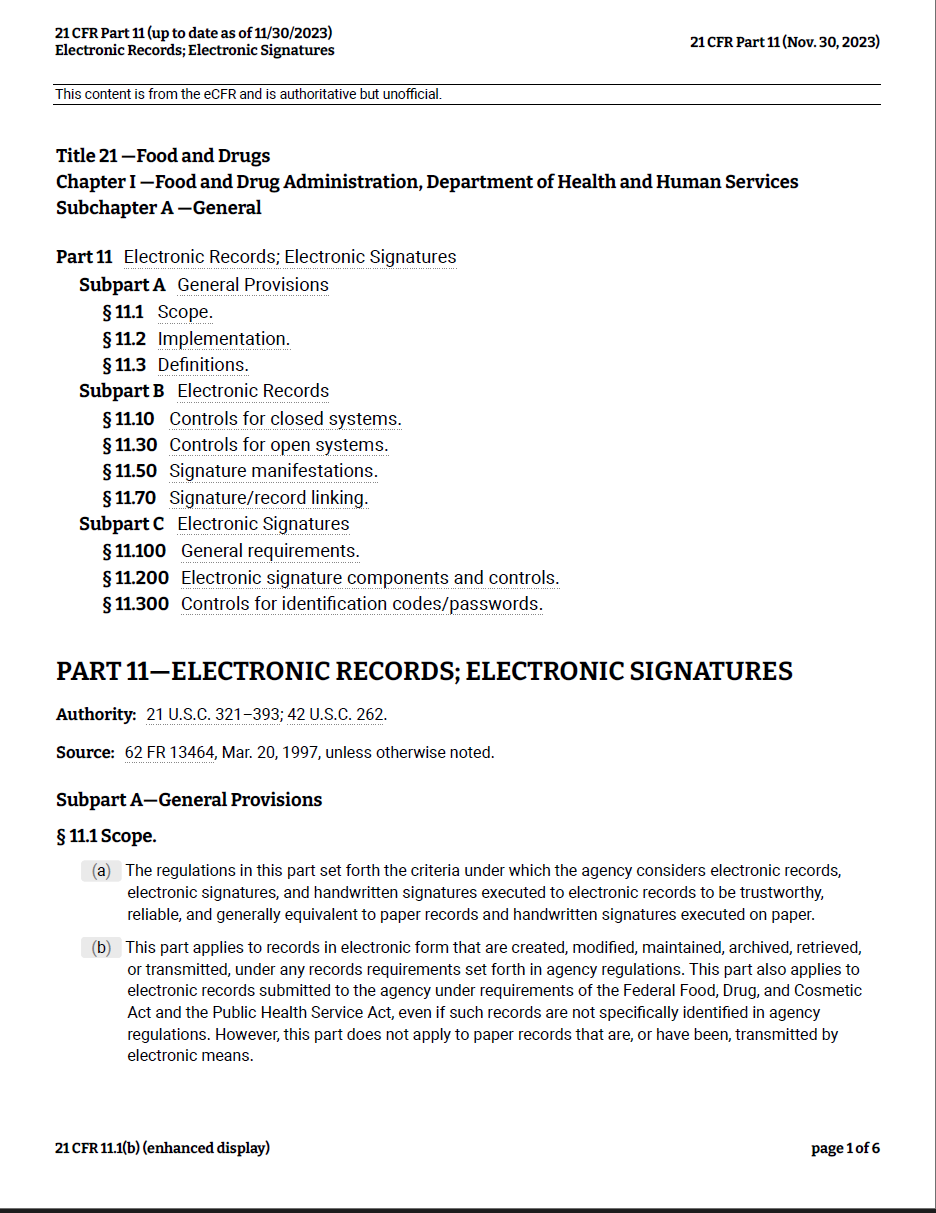 21 CFR Part 11 (up to date as of 11/30/2023)
Electronic Records; Electronic Signatures
21 CFR Part 11 (Nov. 30, 2023)
This content is from the eCFR and is authoritative but unofficial.
Title 21 —Food and Drugs
Chapter I —Food and Drug Administration, Department of Health and Human Services
Subchapter A —General
Part 11 Electronic Records; Electronic Signatures
Subpart A General Provisions
§ 11.1 Scope.
§ 11.2 Implementation.
§ 11.3 Definitions.
Subpart B Electronic Records
§ 11.10 Controls for closed systems.
§ 11.30 Controls for open systems.
§ 11.50 Signature manifestations.
§ 11.70 Signature/record linking.
Subpart C Electronic Signatures
§ 11.100 General requirements.
§ 11.200 Electronic signature components and controls.
§ 11.300 Controls for identification codes/passwords.
PART 11—ELECTRONIC RECORDS; ELECTRONIC SIGNATURES
Authority: 21 U.S.C. 321–393; 42 U.S.C. 262.
Source: 62 FR 13464, Mar. 20, 1997, unless otherwise noted.
Subpart A—General Provisions
§ 11.1 Scope.
(a) The regulations in this part set forth the criteria under which the agency considers electronic records,
electronic signatures, and handwritten signatures executed to electronic records to be trustworthy,
reliable, and generally equivalent to paper records and handwritten signatures executed on paper.
(b) This part applies to records in electronic form that are created, modified, maintained, archived, retrieved,
or transmitted, under any records requirements set forth in agency regulations. This part also applies to
electronic records submitted to the agency under requirements of the Federal Food, Drug, and Cosmetic
Act and the Public Health Service Act, even if such records are not specifically identified in agency
regulations. However, this part does not apply to paper records that are, or have been, transmitted by
electronic means.
21 CFR 11.1(b) (enhanced display)
page 1 of 6